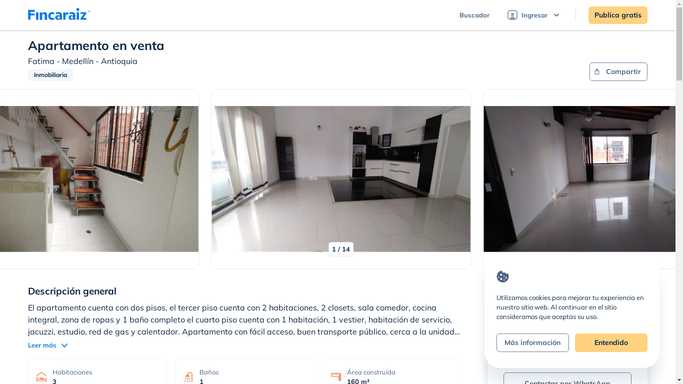 Fincaraiz
Buscador
Ingresar
Publica gratis
Apartamento en venta
Fatima - Medellín - Antioquia
Inmobiliaria
Compartir
1 / 14
Descripción general
El apartamento cuenta con dos pisos, el tercer piso cuenta con 2 habitaciones, 2 closets, sala comedor, cocina
integral, zona de ropas y 1 baño completo el cuarto piso cuenta con 1 habitación, 1 vestier, habitación de servicio,
jacuzzi, estudio, red de gas y calentador. Apartamento con fácil acceso, buen transporte público, cerca a la unidad...
Leer más
Habitaciones
3
Baños
1
Área construida
160 m²
Utilizamos cookies para mejorar tu experiencia en
nuestro sitio web. Al continuar en el sitio
consideramos que aceptas su uso.
Más información
Entendido
Contactar por WhatsApp